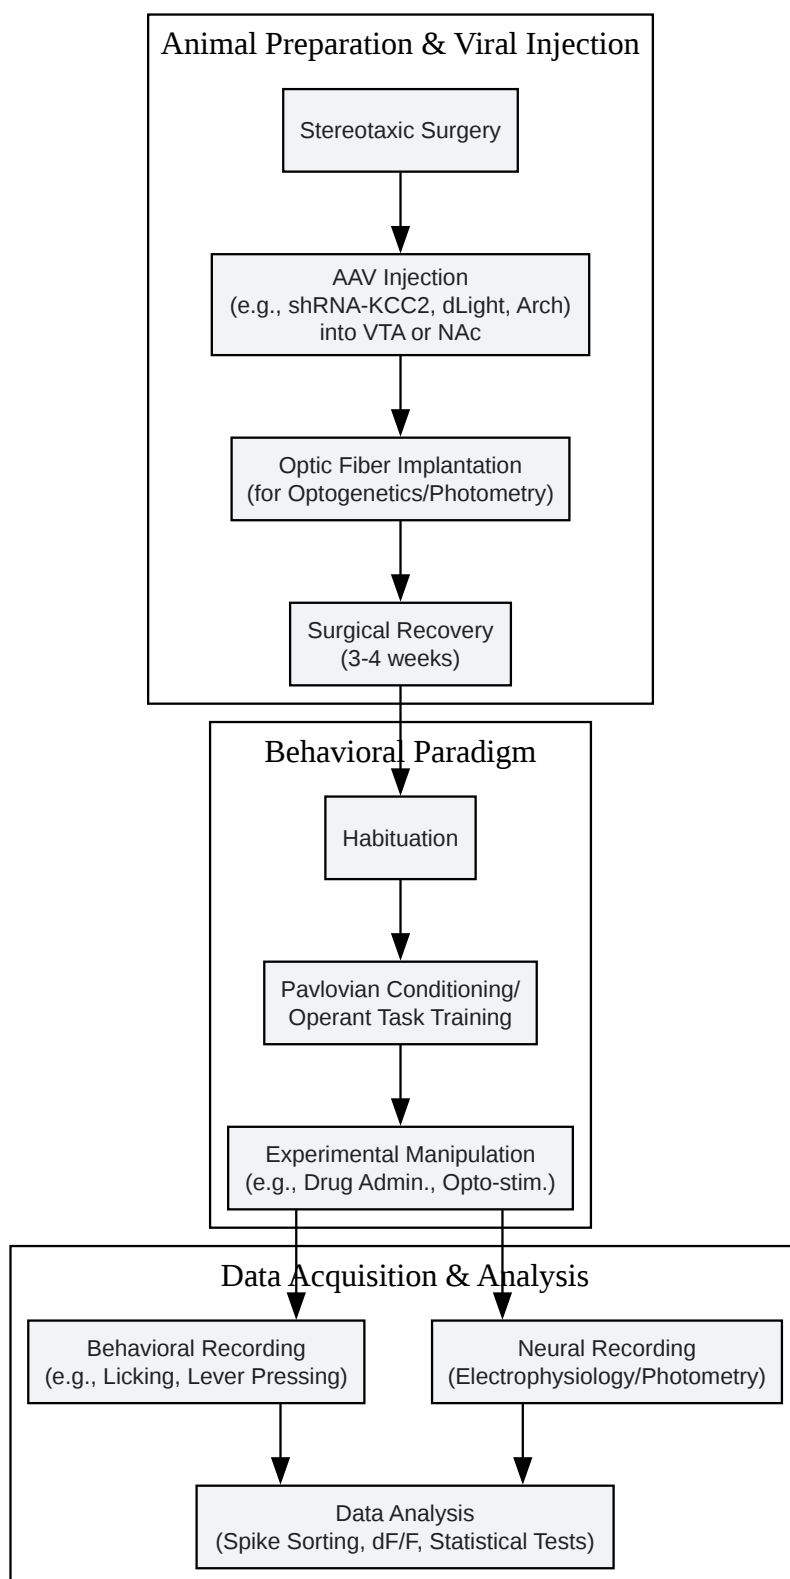 Animal Preparation & Viral Injection
Stereotaxic Surgery
AAV Injection
(e.g., shRNA-KCC2, dLight, Arch)
into VTA or NAc
Optic Fiber Implantation
(for Optogenetics/Photometry)
Surgical Recovery
(3-4 weeks)
Behavioral Paradigm
Habituation
Pavlovian Conditioning/
Operant Task Training
Experimental Manipulation
(e.g., Drug Admin., Opto-stim.)
Data Acquisition & Analysis
Behavioral Recording
(e.g., Licking, Lever Pressing)
Neural Recording
(Electrophysiology/Photometry)
Data Analysis
(Spike Sorting, dF/F, Statistical Tests)